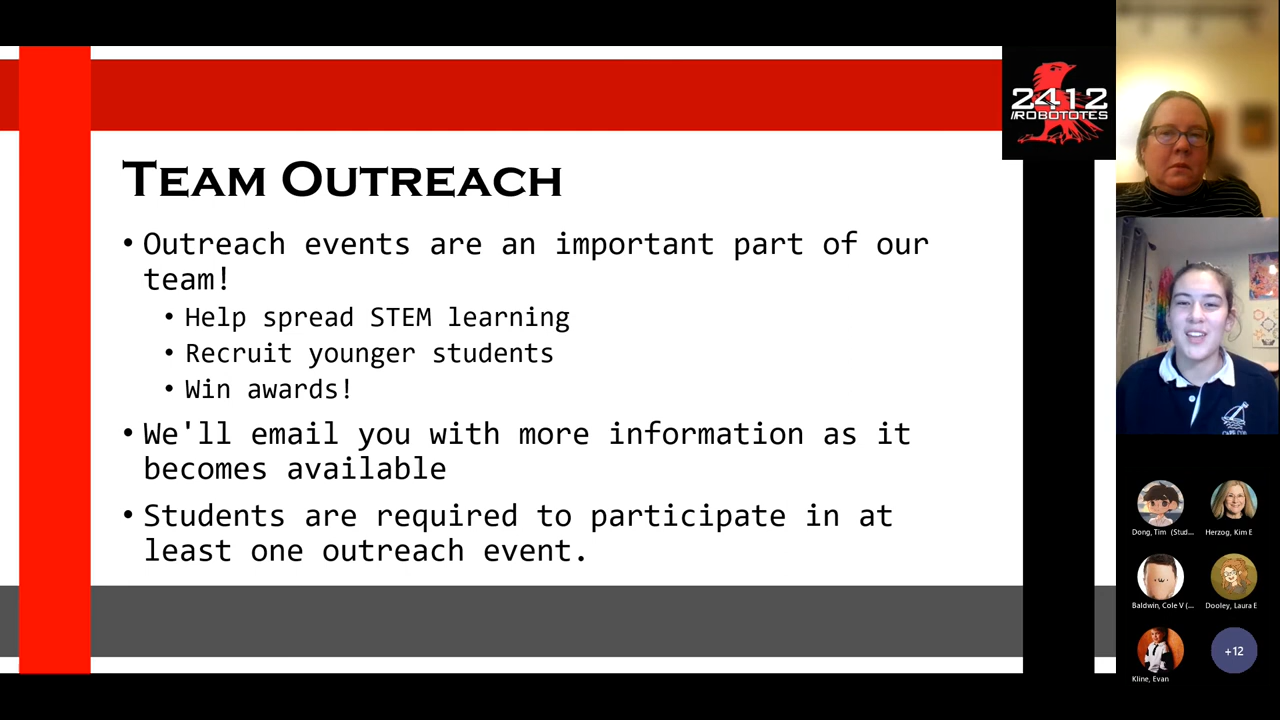 2412
ROBOTOTES
TEAM OUTREACH
• Outreach events are an important part of our
team!
• Help spread STEM learning
• Recruit younger students
• Win awards!
• We'll email you with more information as it
becomes available
• Students are required to participate in at
least one outreach event.
Dong, Tim (Stud...
Herzog, Kim E
Baldwin, Cole V (...
Dooley, Laura E
Kline, Evan
+12